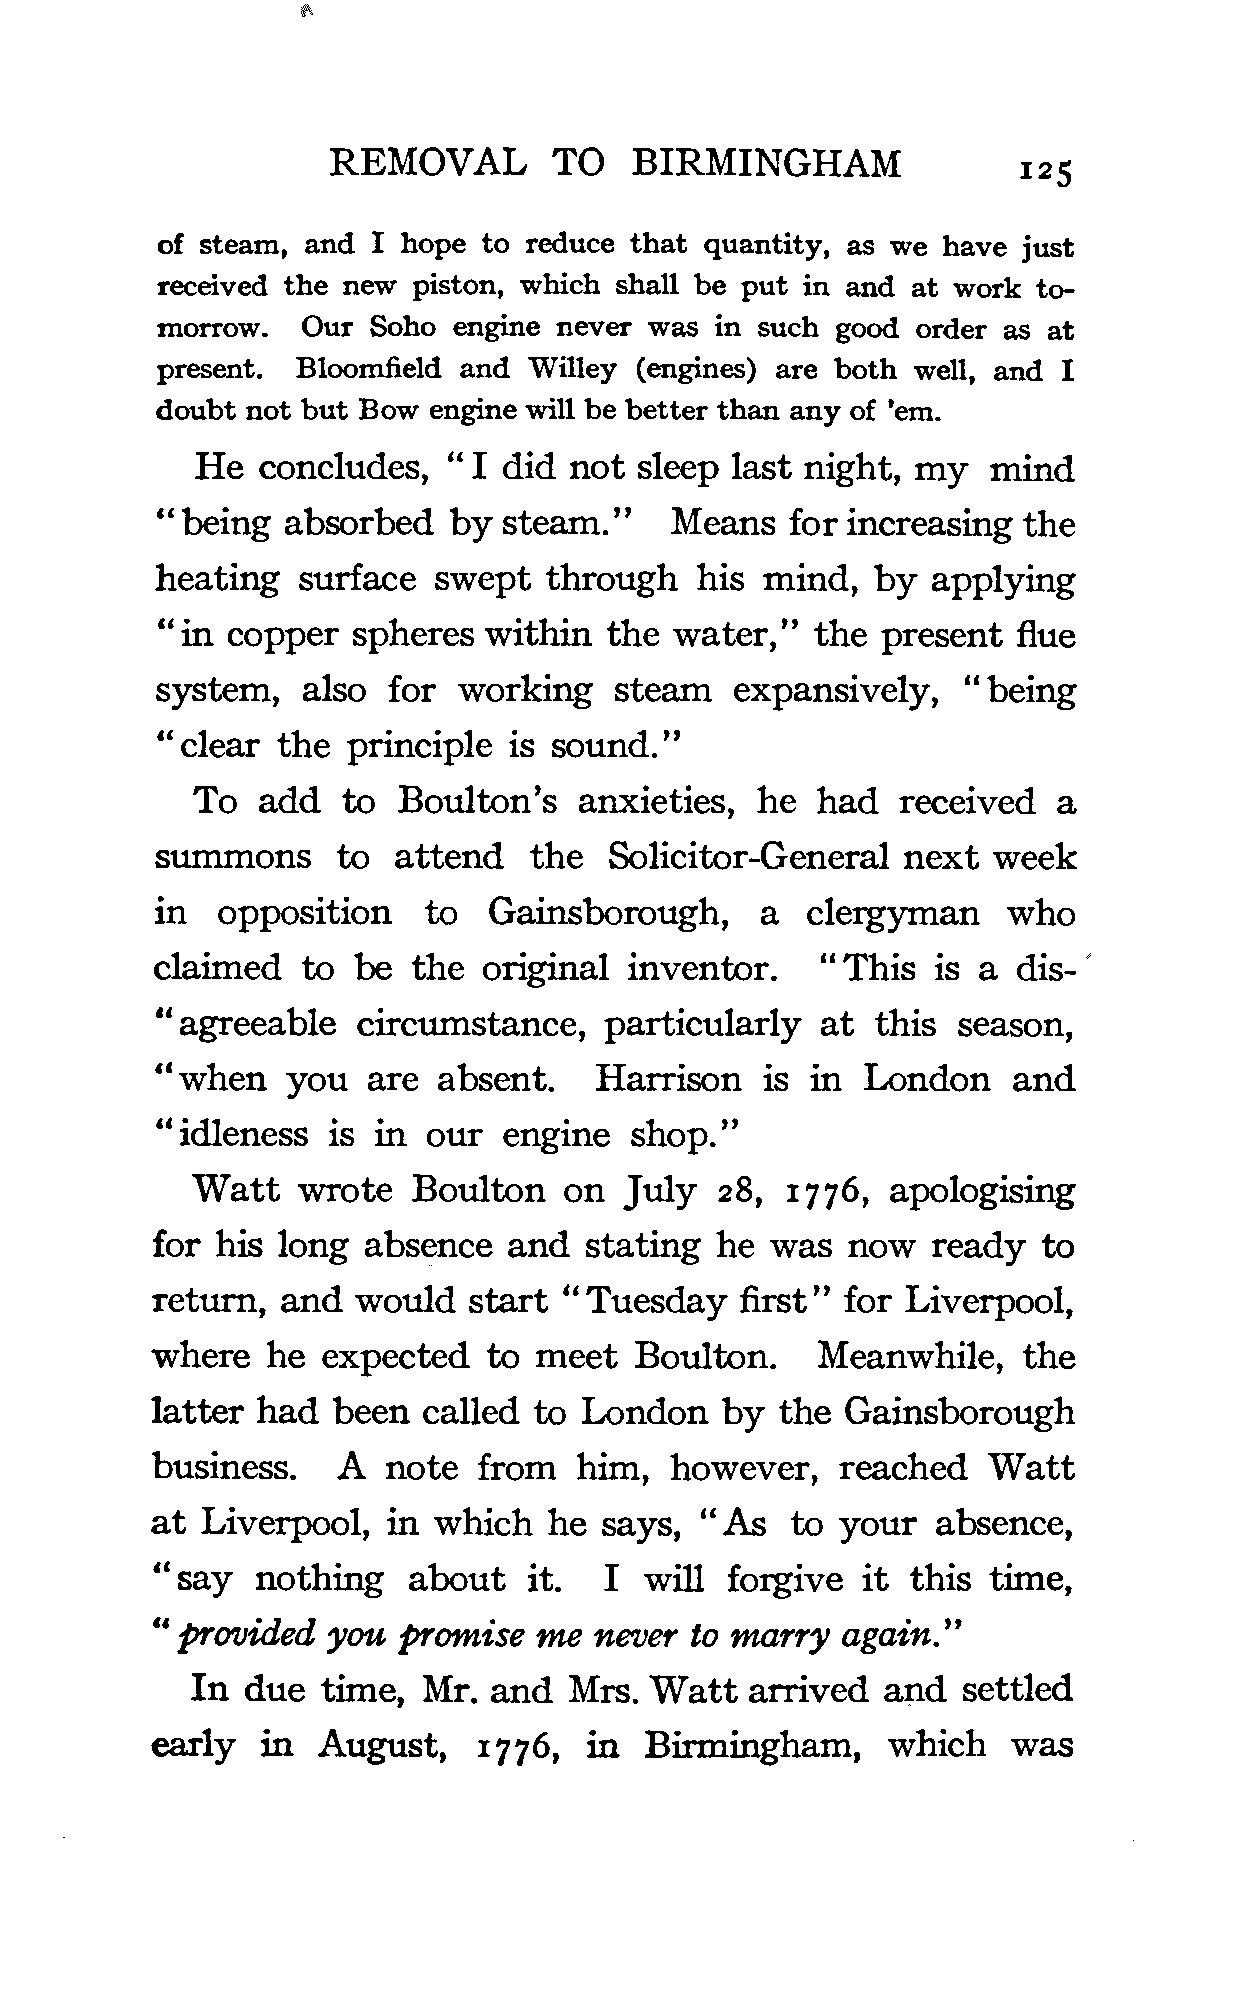 REMOVAL TO BIRMINGHAM 125
of steam, and I hope to reduce that quantity, as we have just
received the new piston, which shall be put in and at work to-
morrow. Our Soho engine never was in such good order as at
present. Bloomfield and Willey (engines) are both well, and I
doubt not but Bow engine will be better than any of 'em.
He concludes, "I did not sleep last night, my mind
"being absorbed by steam." Means for increasing the
heating surface swept through his mind, by applying
"in copper spheres within the water," the present flue
system, also for working steam expansively, "being
"clear the principle is sound."
To add to Boulton's anxieties, he had received a
summons to attend the Solicitor-General next week
in opposition to Gainsborough, a clergyman who
claimed to be the original inventor. "This is a dis-
"agreeable circumstance, particularly at this season,
"when you are absent. Harrison is in London and
"idleness is in our engine shop."
Watt wrote Boulton on July 28, 1776, apologising
for his long absence and stating he was now ready to
return, and would start "Tuesday first" for Liverpool,
where he expected to meet Boulton. Meanwhile, the
latter had been called to London by the Gainsborough
business. A note from him, however, reached Watt
at Liverpool, in which he says, "As to your absence,
"say nothing about it. I will forgive it this time,
"provided you promise me never to marry again."
In due time, Mr. and Mrs. Watt arrived and settled
early in August, 1776, in Birmingham, which was